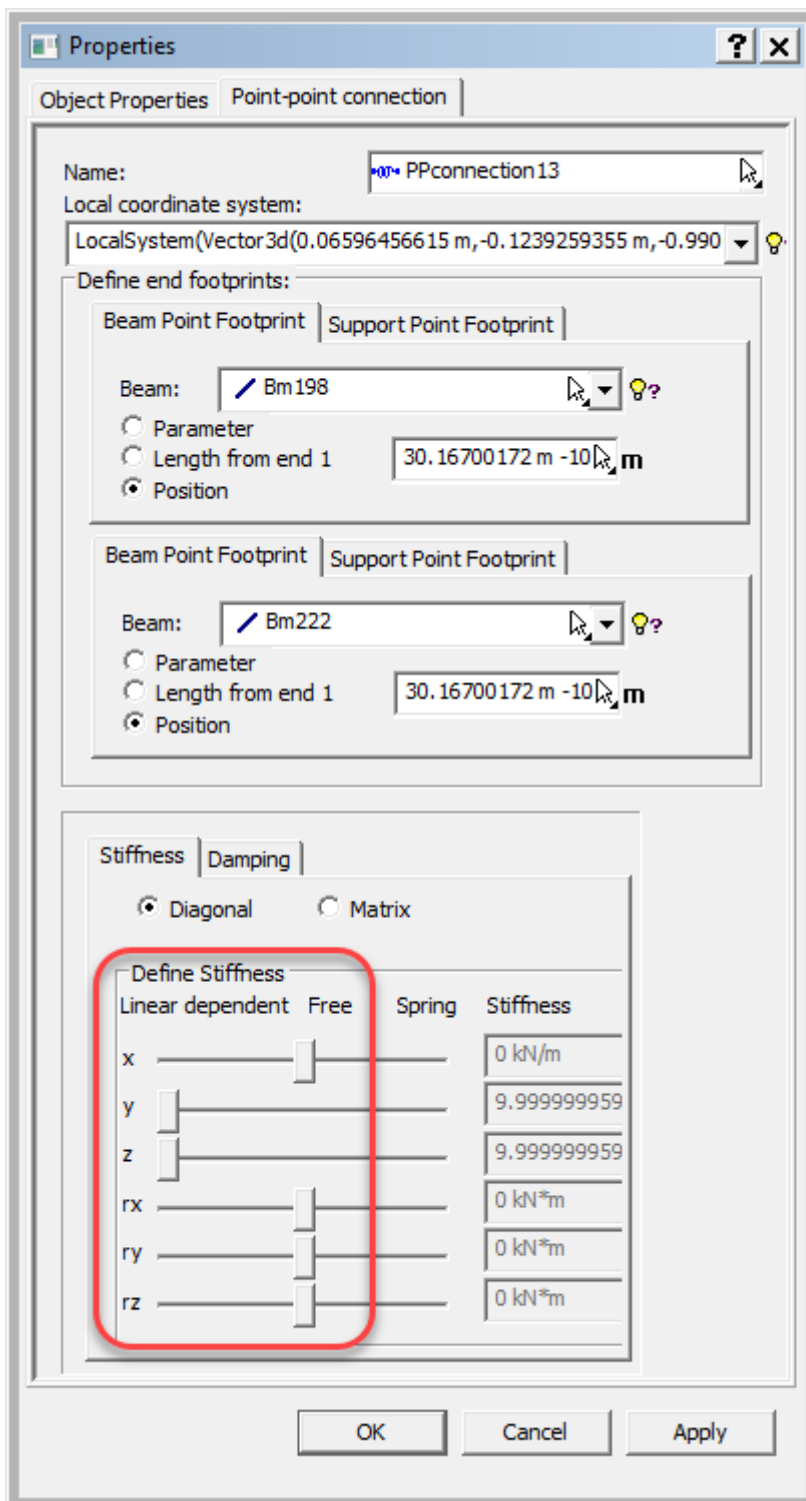 Properties
Object Properties Point-point connection
Name: PPconnection13
Local coordinate system:
LocalSystem(Vector3d(0.06596456615 m,-0.1239259355 m,-0.990
Define end footprints:
Beam Point Footprint Support Point Footprint
Beam: Bm198 ?
Parameter
Length from end 1 30.16700172 m -10 m
Position
Beam Point Footprint Support Point Footprint
Beam: Bm222 ?
Parameter
Length from end 1 30.16700172 m -10 m
Position
Stiffness Damping
Diagonal Matrix
Define Stiffness
Linear dependent Free Spring Stiffness
x 0 kN/m
y 9.999999959
z 9.999999959
rx 0 kN*m
ry 0 kN*m
rz 0 kN*m
OK Cancel Apply